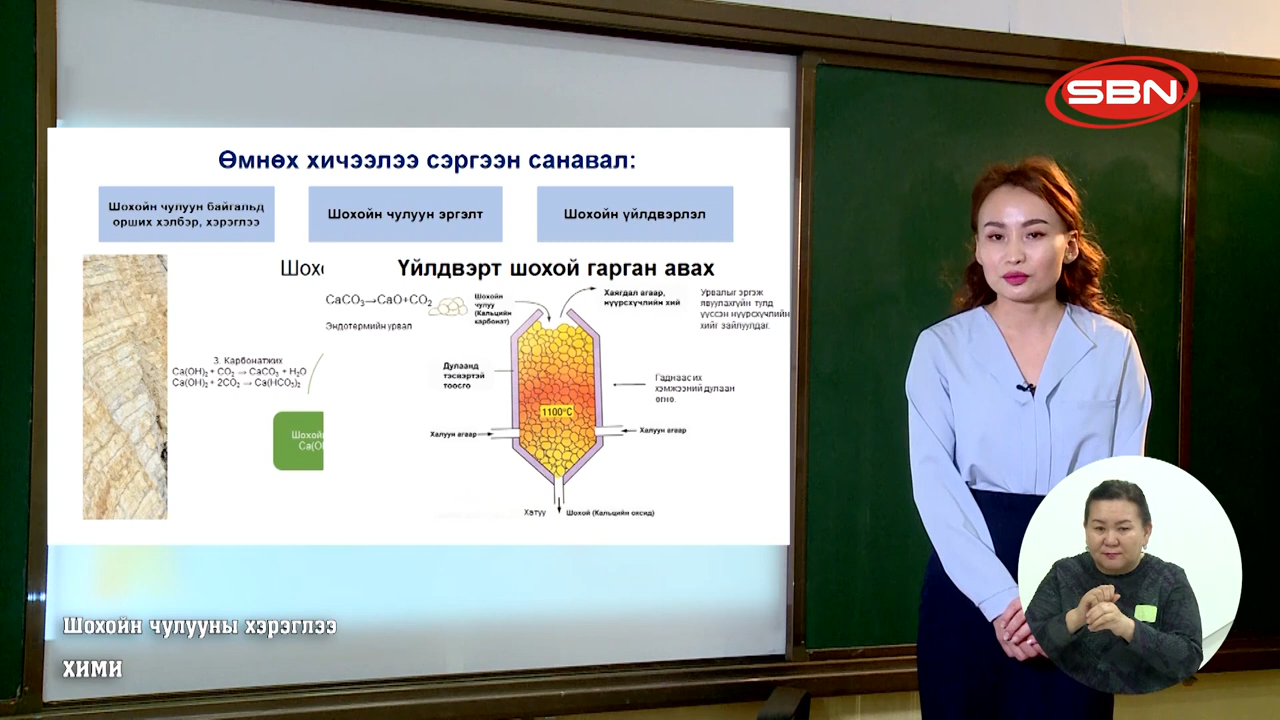 SBN
Өмнөх хичээлээ сэргээн санавал:
Шохойн чулуун байгальд
орших хэлбэр, хэрэглээ
Шохойн чулуун эргэлт
Шохойн үйлдвэрлэл
Үйлдвэрт шохой гарган авах
CaCO₃→CaO+CO₂
Эндотермийн урвал
Шохойн
чулуу
(Кальцийн
карбонат)
Хаягдал агаар,
нүүрсхүчлийн хий
Урвалыг эргэж
явуулахгүйн тулд
үүссэн нүүрсхүчлийн
хийг зайлуулдаг.
3. Карбонатжих
Ca(OH)₂ + CO₂ → CaCO₃ + H₂O
Ca(OH)₂ + 2CO₂ → Ca(HCO₃)₂
Дулаанд
тэсвэртэй
тоосго
Гаднаас их
хэмжээний дулаан
өгнө.
1100°C
Халуун агаар
Халуун агаар
Хатуу
Шохой (Кальцийн оксид)
Шохойн чулууны хэрэглээ
ХИМИ